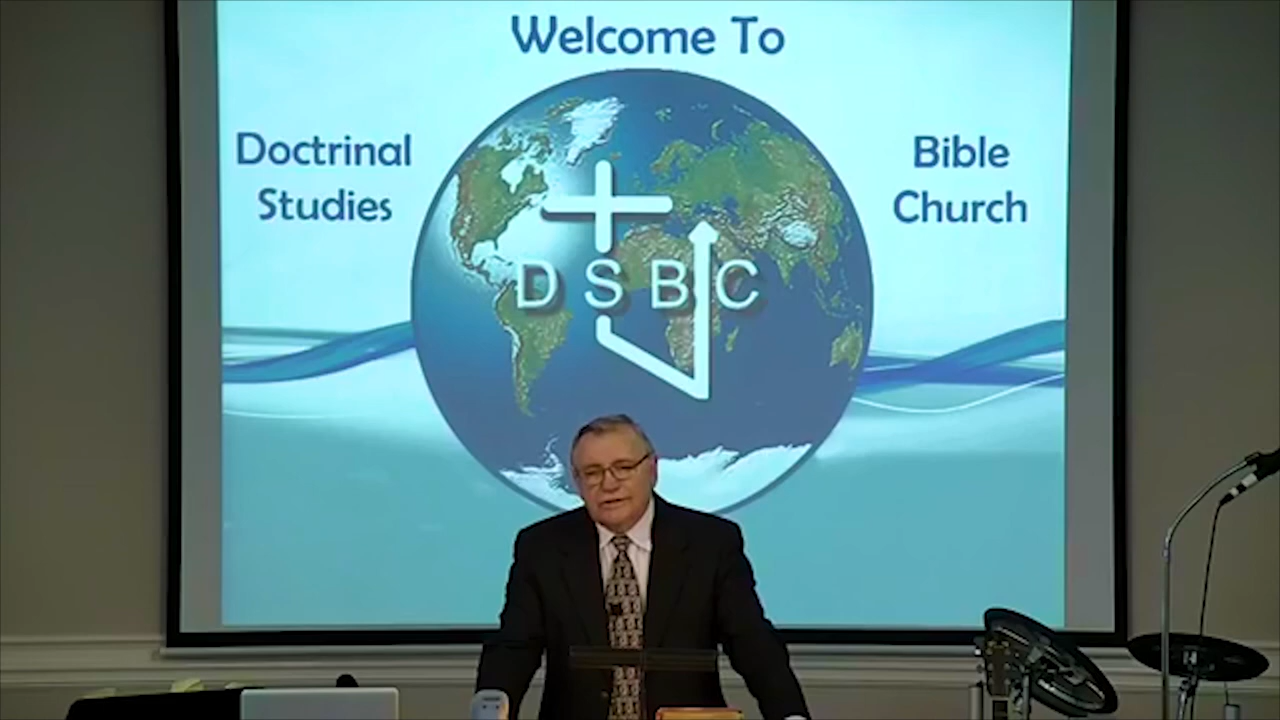 Welcome To
Doctrinal
Studies
Bible
Church
DSBC